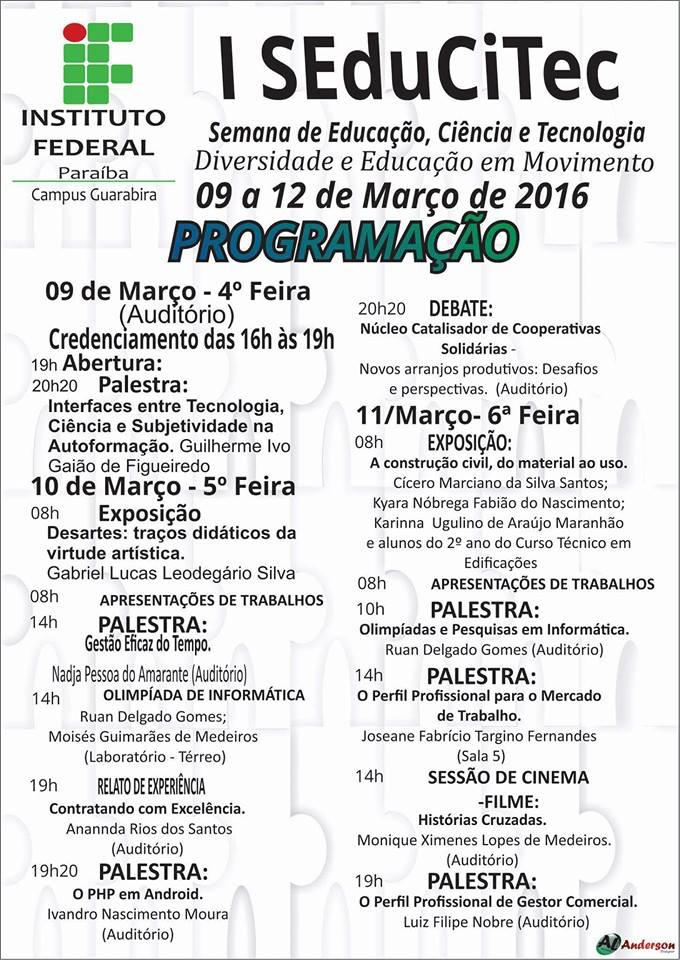 INSTITUTO
FEDERAL
Paraíba
Campus Guarabira
I SEduCiTec
Semana de Educação, Ciência e Tecnologia
Diversidade e Educação em Movimento
09 a 12 de Março de 2016
PROGRAMAÇÃO
09 de Março - 4º Feira
(Auditório)
Credenciamento das 16h às 19h
19h Abertura:
20h20 Palestra:
Interfaces entre Tecnologia,
Ciência e Subjetividade na
Autoformação. Guilherme Ivo
Gaião de Figueiredo
10 de Março - 5º Feira
08h Exposição
Desartes: traços didáticos da
virtude artística.
Gabriel Lucas Leodegário Silva
08h APRESENTAÇÕES DE TRABALHOS
14h PALESTRA:
Gestão Eficaz do Tempo.
Nadja Pessoa do Amarante (Auditório)
14h OLIMPÍADA DE INFORMÁTICA
Ruan Delgado Gomes;
Moisés Guimarães de Medeiros
(Laboratório - Térreo)
19h RELATO DE EXPERIÊNCIA
Contratando com Excelência.
Anannda Rios dos Santos
(Auditório)
19h20 PALESTRA:
O PHP em Android.
Ivandro Nascimento Moura
(Auditório)
20h20 DEBATE:
Núcleo Catalisador de Cooperativas
Solidárias -
Novos arranjos produtivos: Desafios
e perspectivas. (Auditório)
11/Março- 6ª Feira
08h EXPOSIÇÃO:
A construção civil, do material ao uso.
Cícero Marciano da Silva Santos;
Kyara Nóbrega Fabião do Nascimento;
Karinna Ugulino de Araújo Maranhão
e alunos do 2º ano do Curso Técnico em
Edificações
08h APRESENTAÇÕES DE TRABALHOS
10h PALESTRA:
Olimpíadas e Pesquisas em Informática.
Ruan Delgado Gomes (Auditório)
14h PALESTRA:
O Perfil Profissional para o Mercado
de Trabalho.
Joseane Fabrício Targino Fernandes
(Sala 5)
14h SESSÃO DE CINEMA
-FILME:
Histórias Cruzadas.
Monique Ximenes Lopes de Medeiros.
(Auditório)
19h PALESTRA:
O Perfil Profissional de Gestor Comercial.
Luiz Filipe Nobre (Auditório)
Anderson